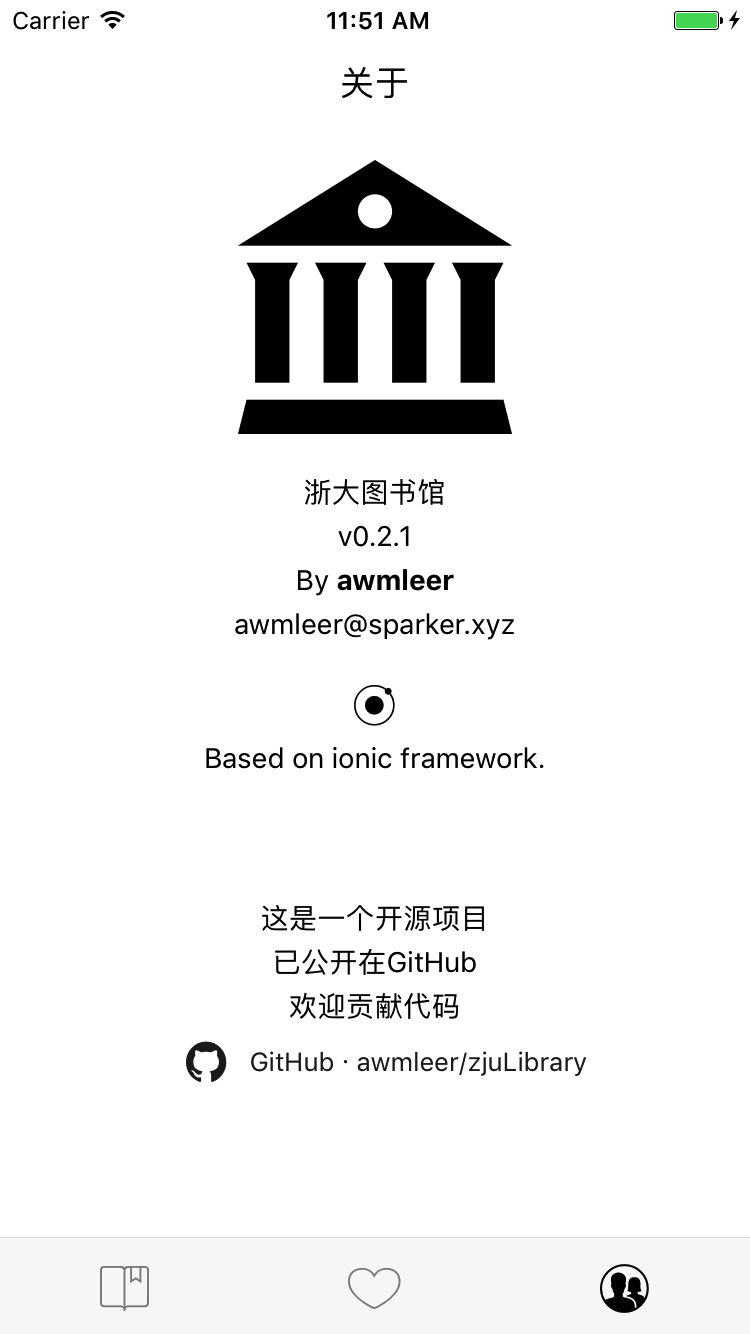 Carrier 11:51 AM
关于
浙大图书馆
v0.2.1
By awmleer
awmleer@sparker.xyz
Based on ionic framework.
这是一个开源项目
已公开在GitHub
欢迎贡献代码
GitHub · awmleer/zjuLibrary